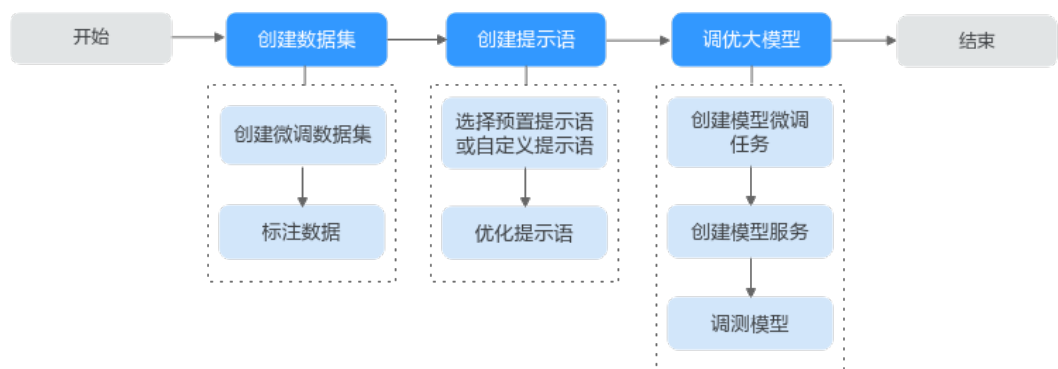 开始
创建数据集
创建提示语
调优大模型
结束
创建微调数据集
标注数据
选择预置提示语
或自定义提示语
优化提示语
创建模型微调
任务
创建模型服务
调测模型